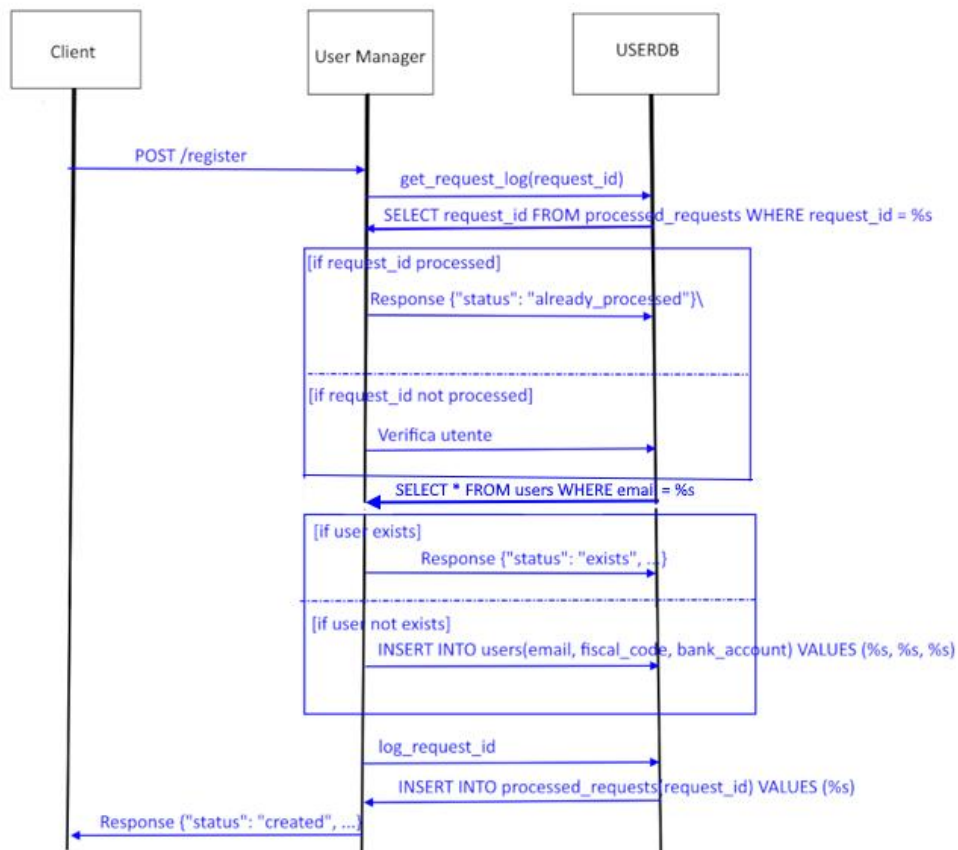 Client
User Manager
USERDB
POST /register
get_request_log(request_id)
SELECT request_id FROM processed_requests WHERE request_id = %s
[if request_id processed]
Response {"status": "already_processed"}\
[if request_id not processed]
Verifica utente
SELECT * FROM users WHERE email = %s
[if user exists]
Response {"status": "exists", ...}
[if user not exists]
INSERT INTO users(email, fiscal_code, bank_account) VALUES (%s, %s, %s)
log_request_id
INSERT INTO processed_requests(request_id) VALUES (%s)
Response {"status": "created", ...}